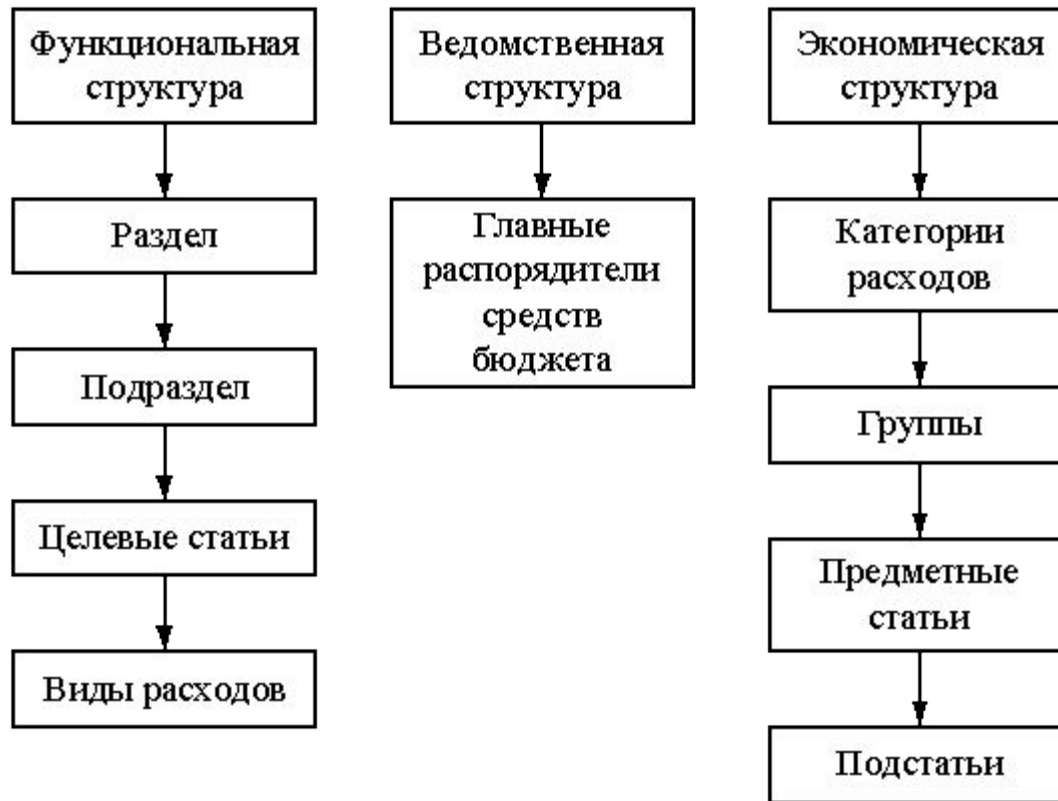 Функциональная
структура
Раздел
Подраздел
Целевые статьи
Виды расходов
Ведомственная
структура
Главные
распорядители
средств
бюджета
Экономическая
структура
Категории
расходов
Группы
Предметные
статьи
Подстатьи